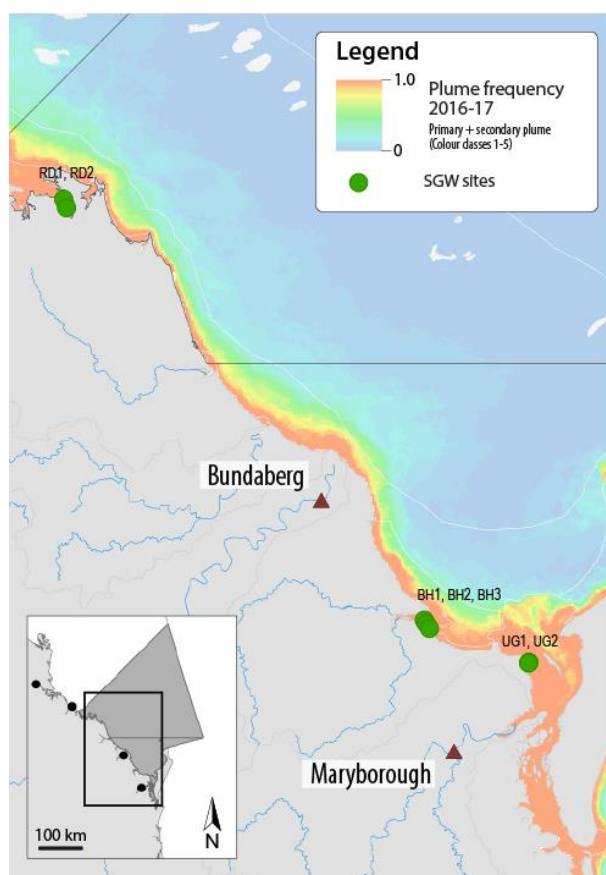 Legend
1.0
0
Plume frequency
2016-17
Primary + secondary plume
(Colour classes 1-5)
SGW sites
RD1, RD2
Bundaberg
BH1, BH2, BH3
UG1, UG2
Maryborough
100 km
N